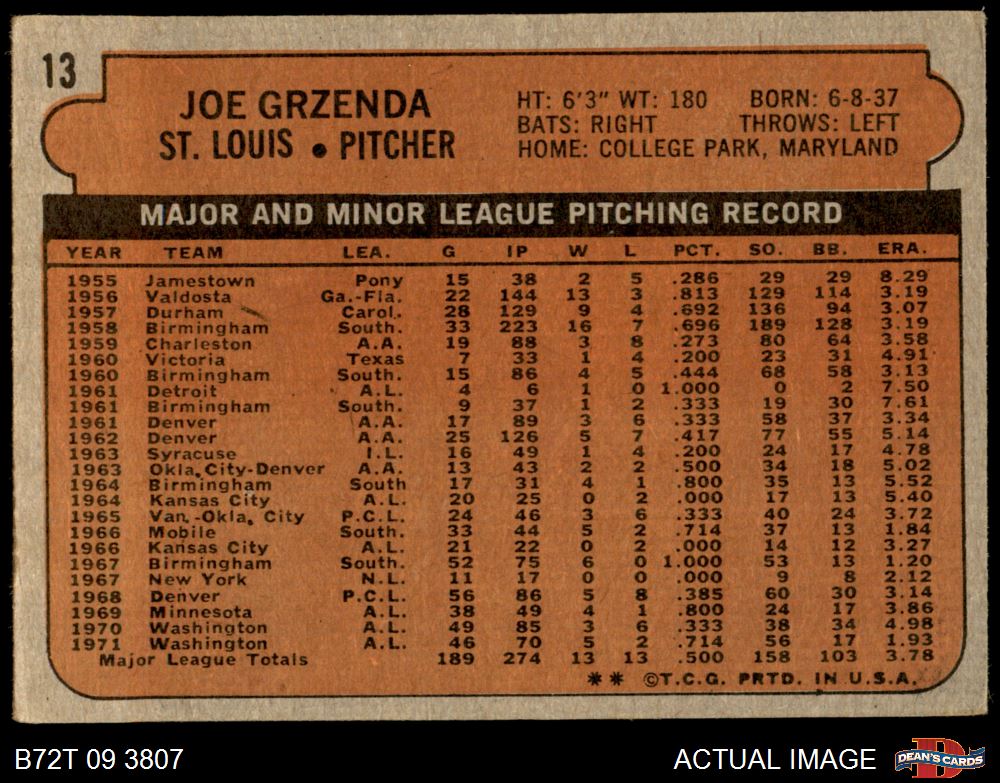 13
JOE GRZENDA
ST. LOUIS • PITCHER
HT: 6'3" WT: 180 BORN: 6-8-37
BATS: RIGHT THROWS: LEFT
HOME: COLLEGE PARK, MARYLAND
MAJOR AND MINOR LEAGUE PITCHING RECORD
YEAR TEAM LEA. G IP W L PCT. SO. BB. ERA.
1955 Jamestown Pony 15 38 2 5 .286 29 29 8.29
1956 Valdosta Ga.-Fla. 22 144 13 3 .813 129 114 3.19
1957 Durham Carol. 28 129 9 4 .692 136 94 3.07
1958 Birmingham South. 33 223 16 7 .696 189 128 3.19
1959 Charleston A.A. 19 88 3 8 .273 80 64 3.58
1960 Victoria Texas 7 33 1 4 .200 23 31 4.91
1960 Birmingham South. 15 86 4 5 .444 68 58 3.13
1961 Detroit A.L. 4 6 1 0 1.000 0 2 7.50
1961 Birmingham South. 9 37 1 2 .333 19 30 7.61
1961 Denver A.A. 17 89 3 6 .333 58 37 3.34
1962 Denver A.A. 25 126 5 7 .417 77 55 5.14
1963 Syracuse I.L. 16 49 1 4 .200 24 17 4.78
1963 Okla. City-Denver A.A. 13 43 2 2 .500 34 18 5.02
1964 Birmingham South 17 31 4 1 .800 35 13 5.52
1964 Kansas City A.L. 20 25 0 2 .000 17 13 5.40
1965 Van.-Okla. City P.C.L. 24 46 3 6 .333 40 24 3.72
1966 Mobile South. 33 44 5 2 .714 37 13 1.84
1966 Kansas City A.L. 21 22 0 2 .000 14 12 3.27
1967 Birmingham South. 52 75 6 0 1.000 53 13 1.20
1967 New York N.L. 11 17 0 0 .000 9 8 2.12
1968 Denver P.C.L. 56 86 5 8 .385 60 30 3.14
1969 Minnesota A.L. 38 49 4 1 .800 24 17 3.86
1970 Washington A.L. 49 85 3 6 .333 38 34 4.98
1971 Washington A.L. 46 70 5 2 .714 56 17 1.93
Major League Totals 189 274 13 13 .500 158 103 3.78
** ©T.C.G. PRTD. IN U.S.A.
B72T 09 3807
ACTUAL IMAGE
D
DEAN'S CARDS